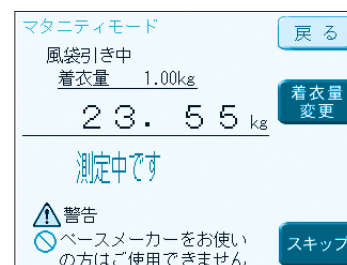 マタニティモード
戻る
風袋引き中
着衣量 1.00kg
着衣量
変更
23.55kg
測定中です
警告
ペースメーカーをお使い
の方はご使用できません
スキップ